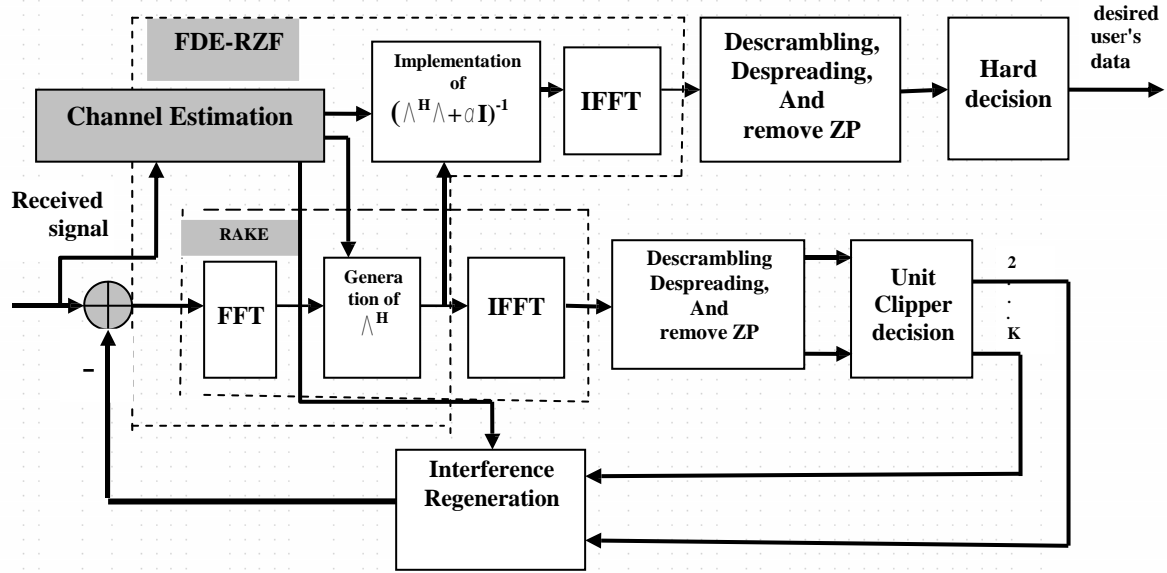 FDE-RZF
Channel Estimation
Implementation
of
(Λᴴ Λ + αI)⁻¹
IFFT
Descrambling,
Despreading,
And
remove ZP
Hard
decision
desired
user's
data
Received
signal
RAKE
FFT
Genera
tion of
Λᴴ
IFFT
Descrambling
Despreading,
And
remove ZP
Unit
Clipper
decision
2
.
.
.
K
–
Interference
Regeneration